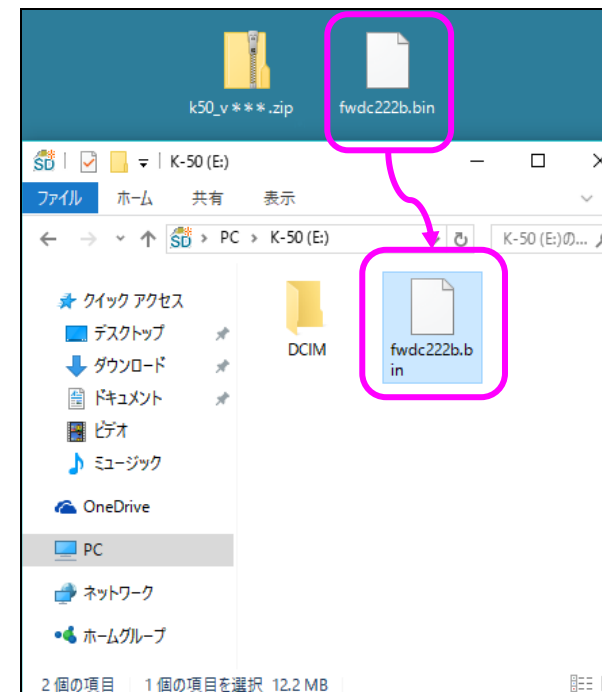 k50_v＊＊＊.zip
fwdc222b.bin
SD
K-50 (E:)
ファイル ホーム 共有 表示
SD › PC › K-50 (E:)
K-50 (E:)の...
クイック アクセス
デスクトップ
ダウンロード
ドキュメント
ビデオ
ミュージック
OneDrive
PC
ネットワーク
ホームグループ
DCIM
fwdc222b.b
in
2 個の項目 1 個の項目を選択 12.2 MB